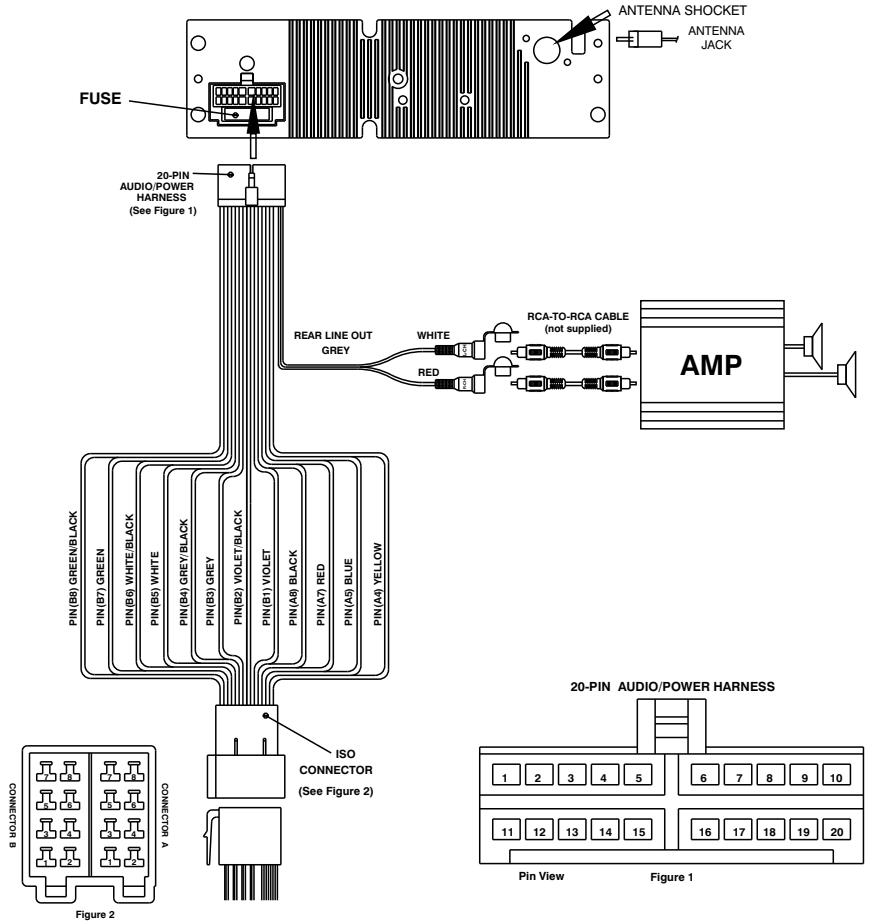 ANTENNA SHOCKET
ANTENNA
JACK
FUSE
20-PIN
AUDIO/POWER
HARNESS
(See Figure 1)
REAR LINE OUT
GREY
WHITE
RED
L-CH
R-CH
RCA-TO-RCA CABLE
(not supplied)
AMP
PIN(B8) GREEN/BLACK
PIN(B7) GREEN
PIN(B6) WHITE/BLACK
PIN(B5) WHITE
PIN(B4) GREY/BLACK
PIN(B3) GREY
PIN(B2) VIOLET/BLACK
PIN(B1) VIOLET
PIN(A8) BLACK
PIN(A7) RED
PIN(A5) BLUE
PIN(A4) YELLOW
ISO
CONNECTOR
(See Figure 2)
CONNECTOR B
7 8 7 8
5 6 5 6
3 4 3 4
1 2 1 2
CONNECTOR A
Figure 2
20-PIN AUDIO/POWER HARNESS
1 2 3 4 5 6 7 8 9 10
11 12 13 14 15 16 17 18 19 20
Pin View
Figure 1